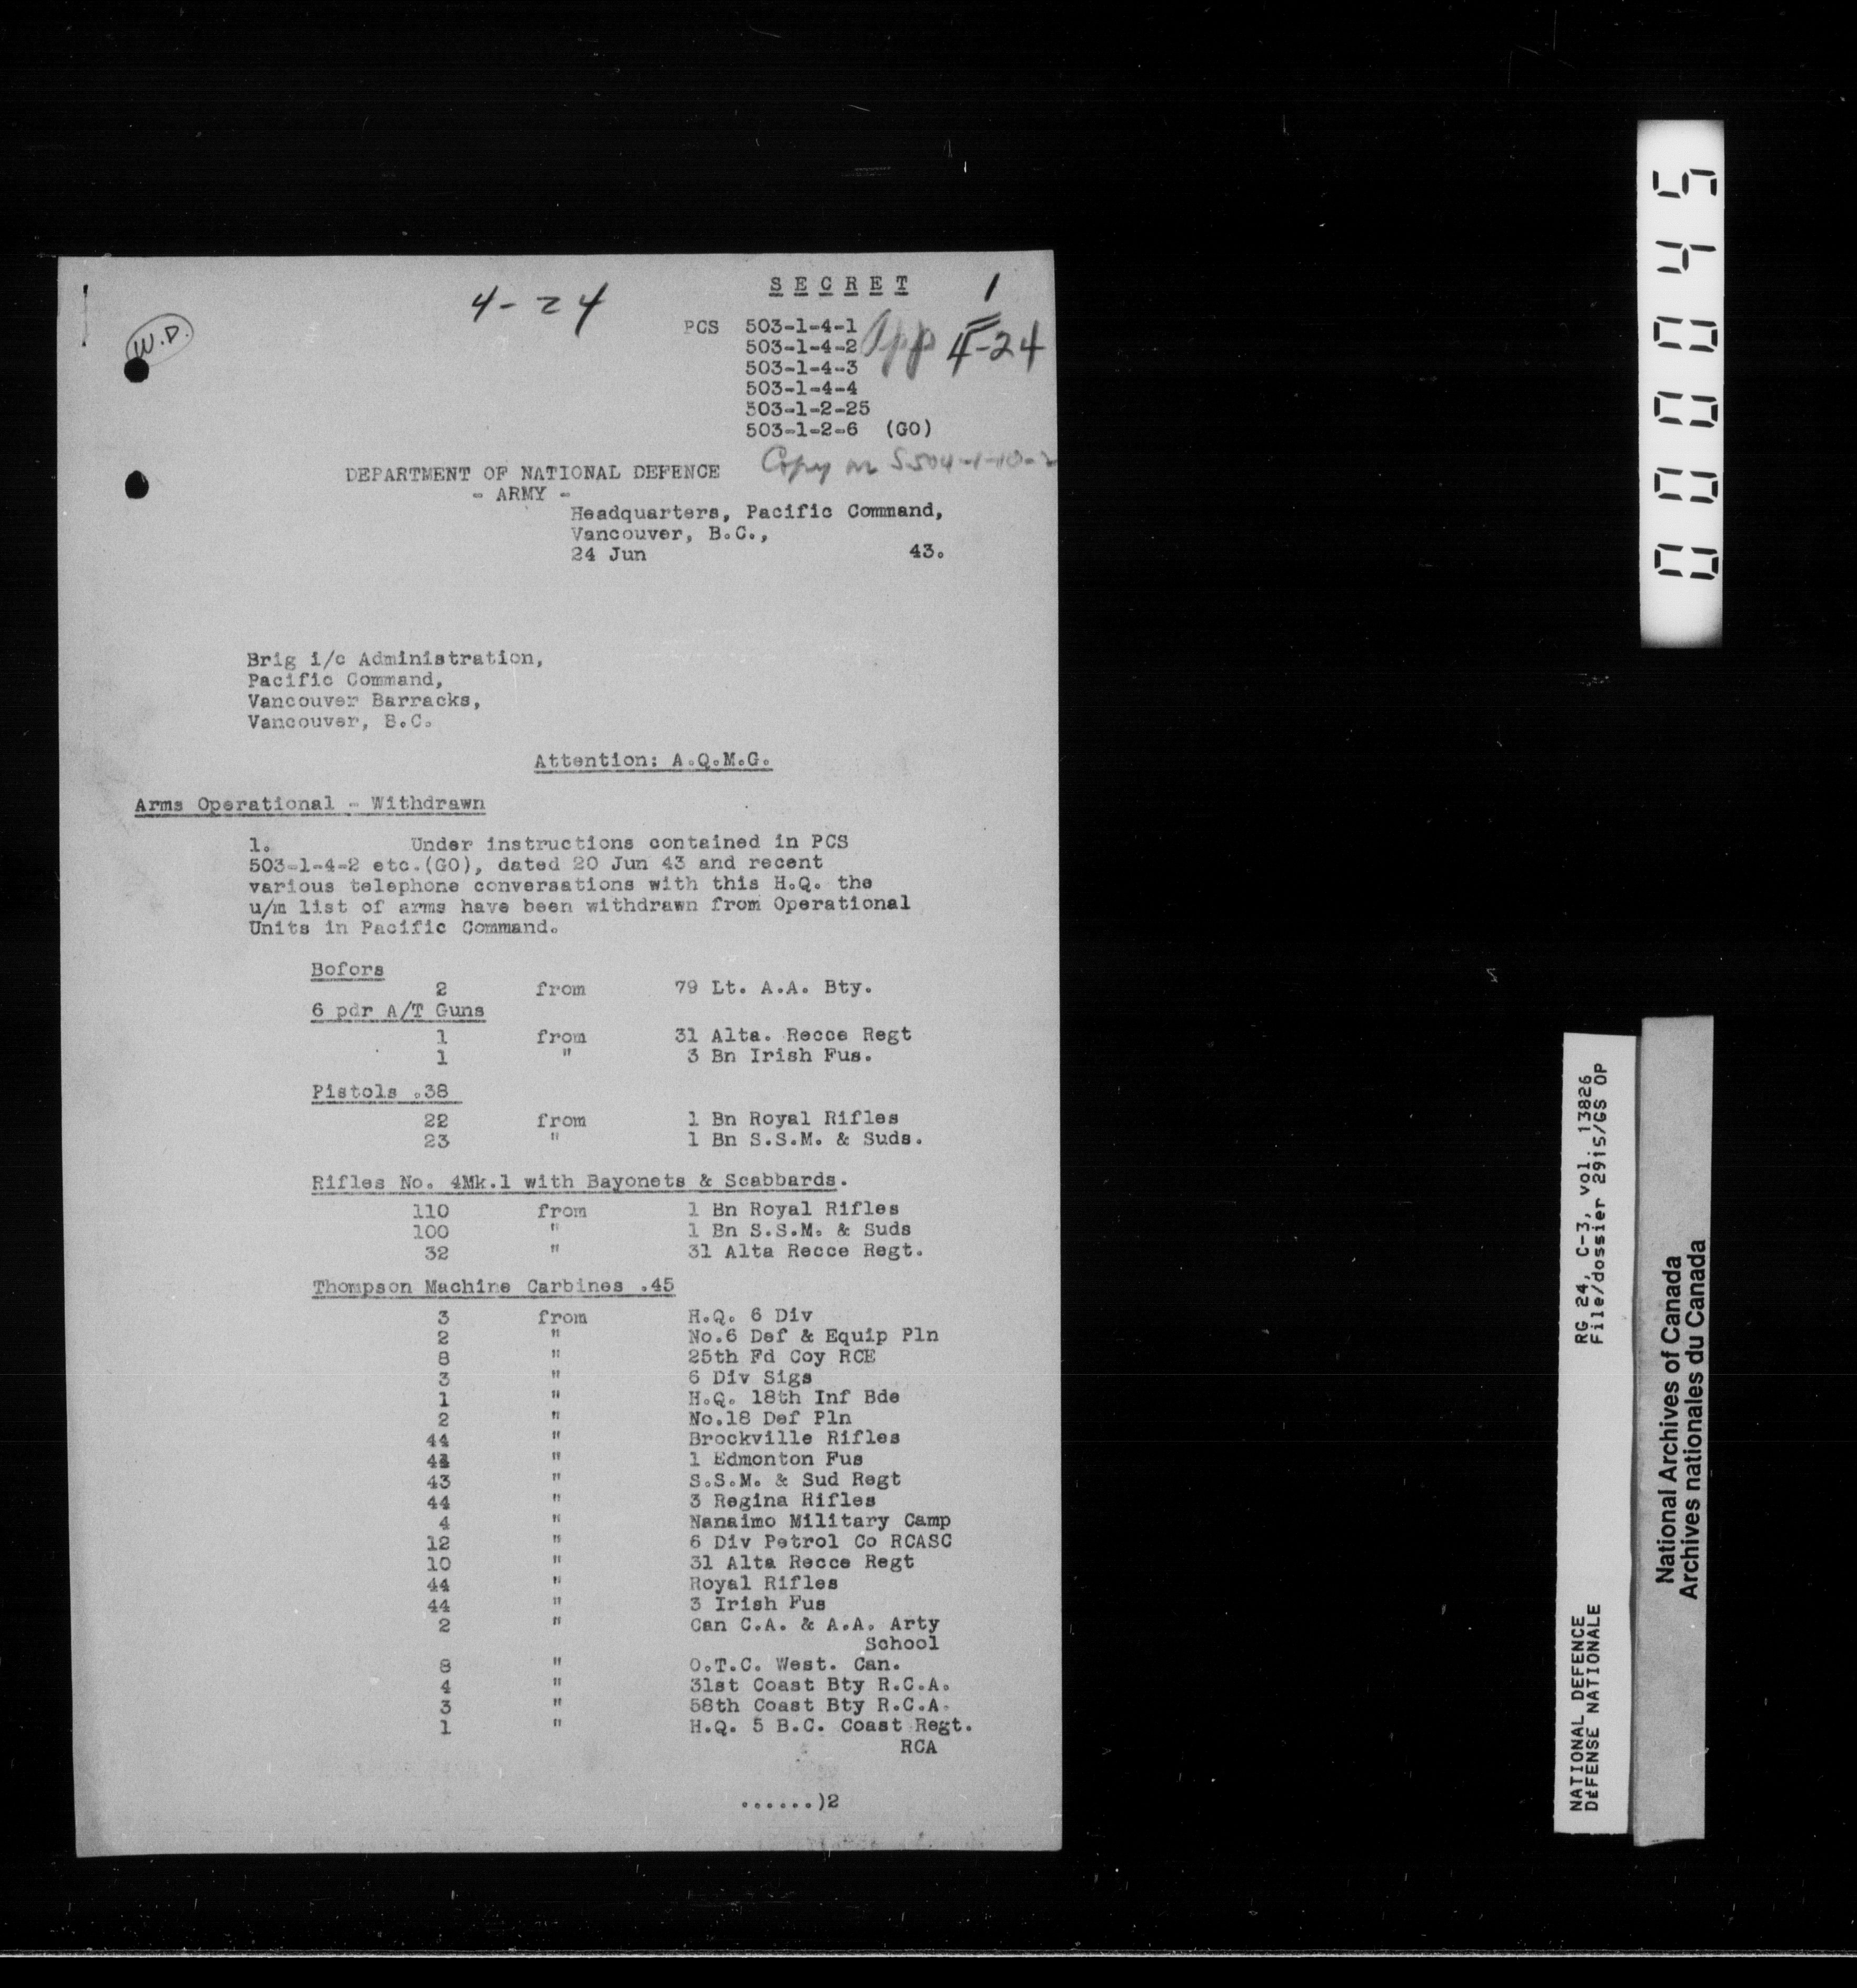 4-24
S E C R E T
1
W.D.
PCS 503-1-4-1
503-1-4-2 App 4-24
503-1-4-3
503-1-4-4
503-1-2-25
503-1-2-6 (GO)
Copy on
DEPARTMENT OF NATIONAL DEFENCE
- ARMY -
Headquarters, Pacific Command,
Vancouver, B.C.,
24 Jun 43.
Brig i/c Administration,
Pacific Command,
Vancouver Barracks,
Vancouver, B.C.
Attention: A.Q.M.G.
Arms Operational - Withdrawn
1. Under instructions contained in PCS
503-1-4-2 etc.(GO), dated 20 Jun 43 and recent
various telephone conversations with this H.Q. the
u/m list of arms have been withdrawn from Operational
Units in Pacific Command.
Bofors
2 from 79 Lt. A.A. Bty.
6 pdr A/T Guns
1 from 31 Alta. Recce Regt
1 " 3 Bn Irish Fus.
Pistols .38
22 from 1 Bn Royal Rifles
23 " 1 Bn S.S.M. & Suds.
Rifles No. 4Mk.1 with Bayonets & Scabbards.
110 from 1 Bn Royal Rifles
100 " 1 Bn S.S.M. & Suds
32 " 31 Alta Recce Regt.
Thompson Machine Carbines .45
3 from H.Q. 6 Div
2 " No.6 Def & Equip Pln
8 " 25th Fd Coy RCE
3 " 6 Div Sigs
1 " H.Q. 18th Inf Bde
2 " No.18 Def Pln
44 " Brockville Rifles
" 1 Edmonton Fus
43 " S.S.M. & Sud Regt
44 " 3 Regina Rifles
4 " Nanaimo Military Camp
12 " 6 Div Petrol Co RCASC
10 " 31 Alta Recce Regt
44 " Royal Rifles
44 " 3 Irish Fus
2 " Can C.A. & A.A. Arty
School
8 " O.T.C. West. Can.
4 " 31st Coast Bty R.C.A.
3 " 58th Coast Bty R.C.A.
1 " H.Q. 5 B.C. Coast Regt.
RCA
......)2
000045
NATIONAL DEFENCE RG 24, C-3, vol. 13826
DÉFENSE NATIONALE File/dossier 2915/GS OP
National Archives of Canada
Archives nationales du Canada